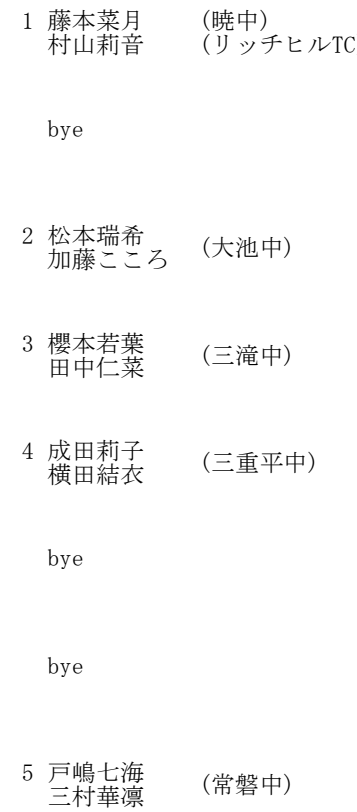 1 藤本菜月 (暁中)
村山莉音 (リッチヒルTC
bye
2 松本瑞希
加藤こころ (大池中)
3 櫻本若葉
田中仁菜 (三滝中)
4 成田莉子
横田結衣 (三重平中)
bye
bye
5 戸嶋七海
三村華凛 (常磐中)